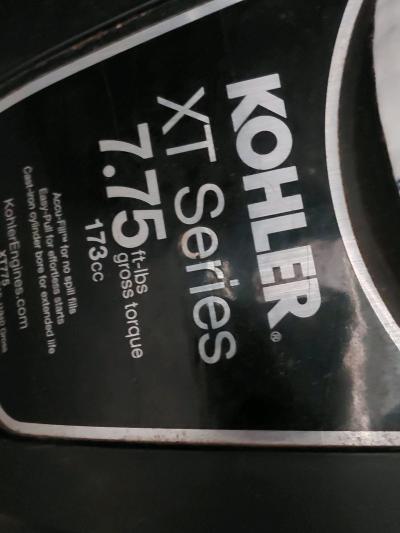 KOHLER®
XT Series
7.75 ft-lbs
gross torque
173cc
Accu-Fill™ for no spill fills
Easy-Pull for effortless starts
Cast-iron cylinder bore for extended life
KohlerEngines.com
XT775